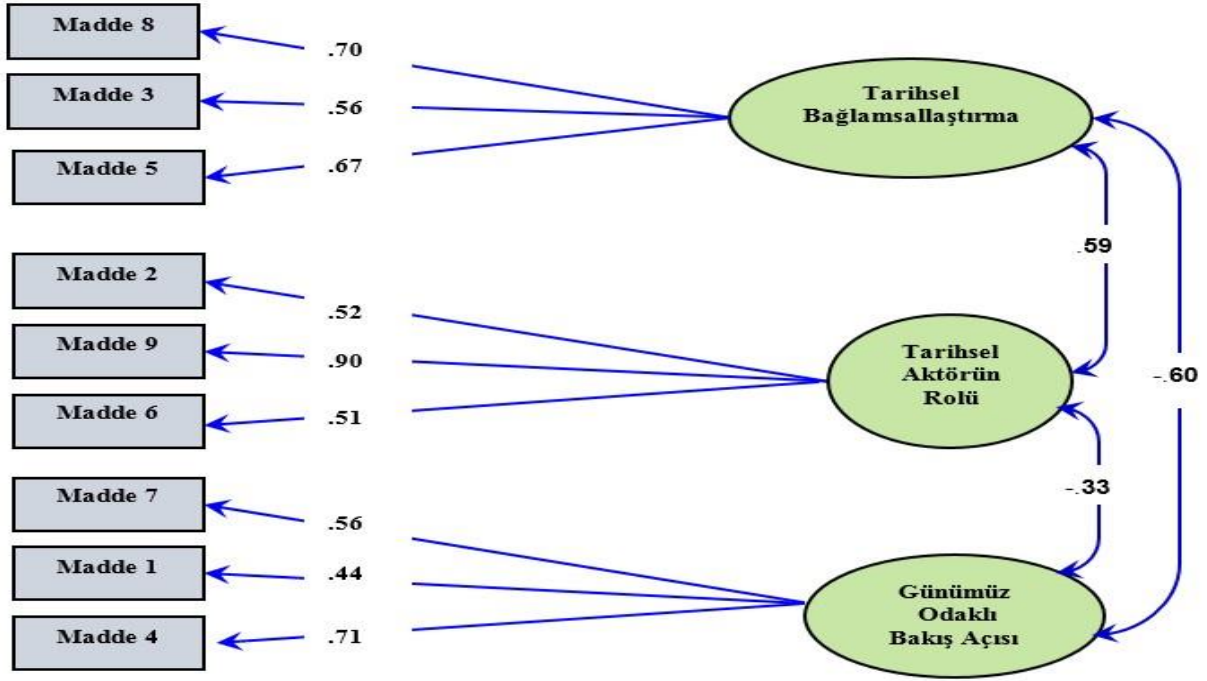 Madde 8
.70
Madde 3
.56
Madde 5
.67
Tarihsel
Bağlamsallaştırma
.59
Madde 2
.52
Madde 9
.90
Madde 6
.51
Tarihsel
Aktörün
Rolü
-.60
-.33
Madde 7
.56
Madde 1
.44
Madde 4
.71
Günümüz
Odaklı
Bakış Açısı